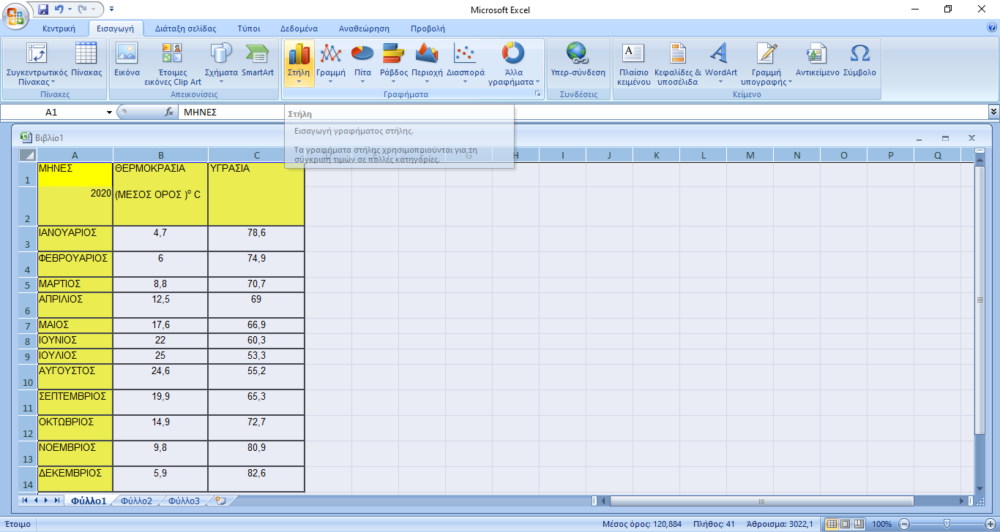 Microsoft Excel
Κεντρική Εισαγωγή Διάταξη σελίδας Τύποι Δεδομένα Αναθεώρηση Προβολή
Συγκεντρωτικός Πίνακας Πίνακας Εικόνα Έτοιμες εικόνες Clip Art Σχήματα SmartArt Στήλη Γραμμή Πίτα Ράβδος Περιοχή Διασπορά Άλλα γραφήματα Υπερ-σύνδεση Πλαίσιο κειμένου Κεφαλίδες & υποσέλιδα WordArt Γραμμή υπογραφής Αντικείμενο Σύμβολο
Πίνακες Απεικονίσεις Γραφήματα Συνδέσεις Κείμενο
A1 fx ΜΗΝΕΣ
Στήλη
Εισαγωγή γραφήματος στήλης.
Τα γραφήματα στήλης χρησιμοπριούνται για τη
σύγκριση τιμών σε πολλές κατηγορίες.
Βιβλίο1
A B C G H I J K L M N O P Q
1 ΜΗΝΕΣ ΘΕΡΜΟΚΡΑΣΙΑ ΥΓΡΑΣΙΑ
2 2020 (ΜΕΣΟΣ ΟΡΟΣ )ο C
3 ΙΑΝΟΥΑΡΙΟΣ 4,7 78,6
4 ΦΕΒΡΟΥΑΡΙΟΣ 6 74,9
5 ΜΑΡΤΙΟΣ 8,8 70,7
6 ΑΠΡΙΛΙΟΣ 12,5 69
7 ΜΑΙΟΣ 17,6 66,9
8 ΙΟΥΝΙΟΣ 22 60,3
9 ΙΟΥΛΙΟΣ 25 53,3
10 ΑΥΓΟΥΣΤΟΣ 24,6 55,2
11 ΣΕΠΤΕΜΒΡΙΟΣ 19,9 65,3
12 ΟΚΤΩΒΡΙΟΣ 14,9 72,7
13 ΝΟΕΜΒΡΙΟΣ 9,8 80,9
14 ΔΕΚΕΜΒΡΙΟΣ 5,9 82,6
Φύλλο1 Φύλλο2 Φύλλο3
Έτοιμο Μέσος όρος: 120,884 Πλήθος: 41 Άθροισμα: 3022,1 100%